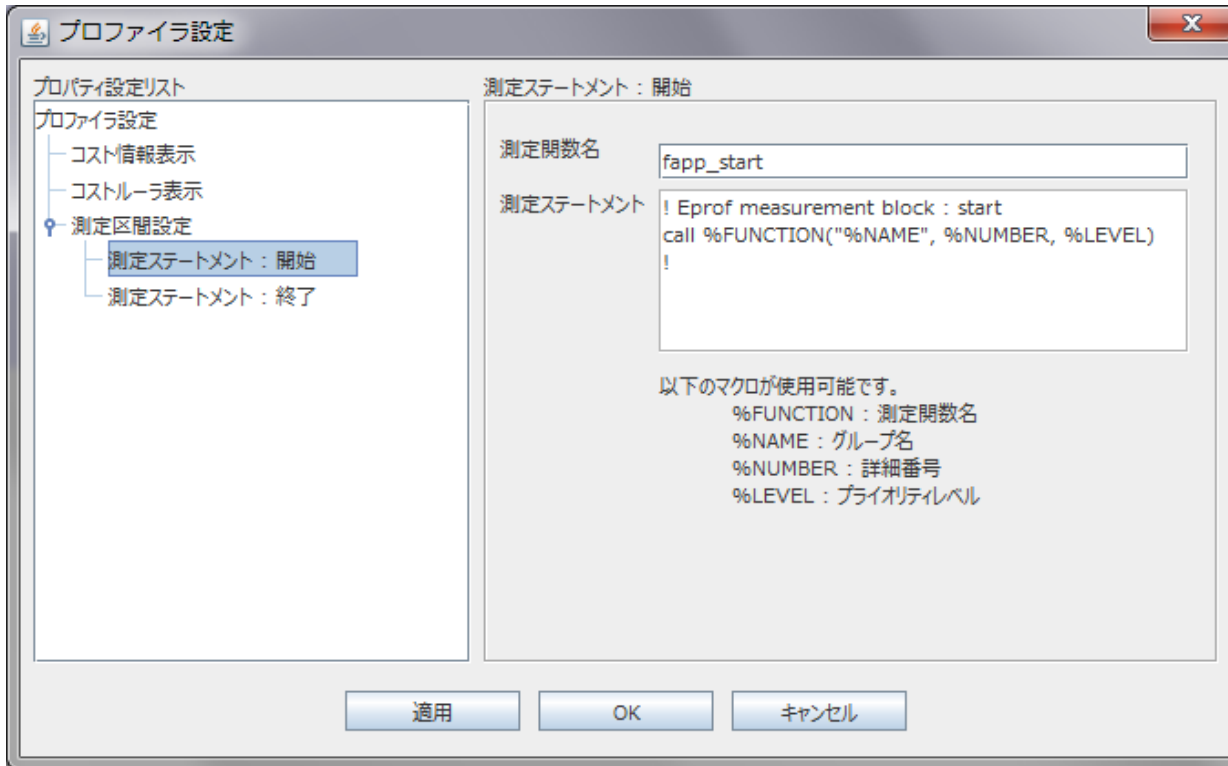 プロファイラ設定
プロパティ設定リスト
プロファイラ設定
コスト情報表示
コストルーラ表示
測定区間設定
測定ステートメント : 開始
測定ステートメント : 終了
測定ステートメント : 開始
測定関数名
fapp_start
測定ステートメント
! Eprof measurement block : start
call %FUNCTION("%NAME", %NUMBER, %LEVEL)
!
以下のマクロが使用可能です。
%FUNCTION : 測定関数名
%NAME : グループ名
%NUMBER : 詳細番号
%LEVEL : プライオリティレベル
適用
OK
キャンセル